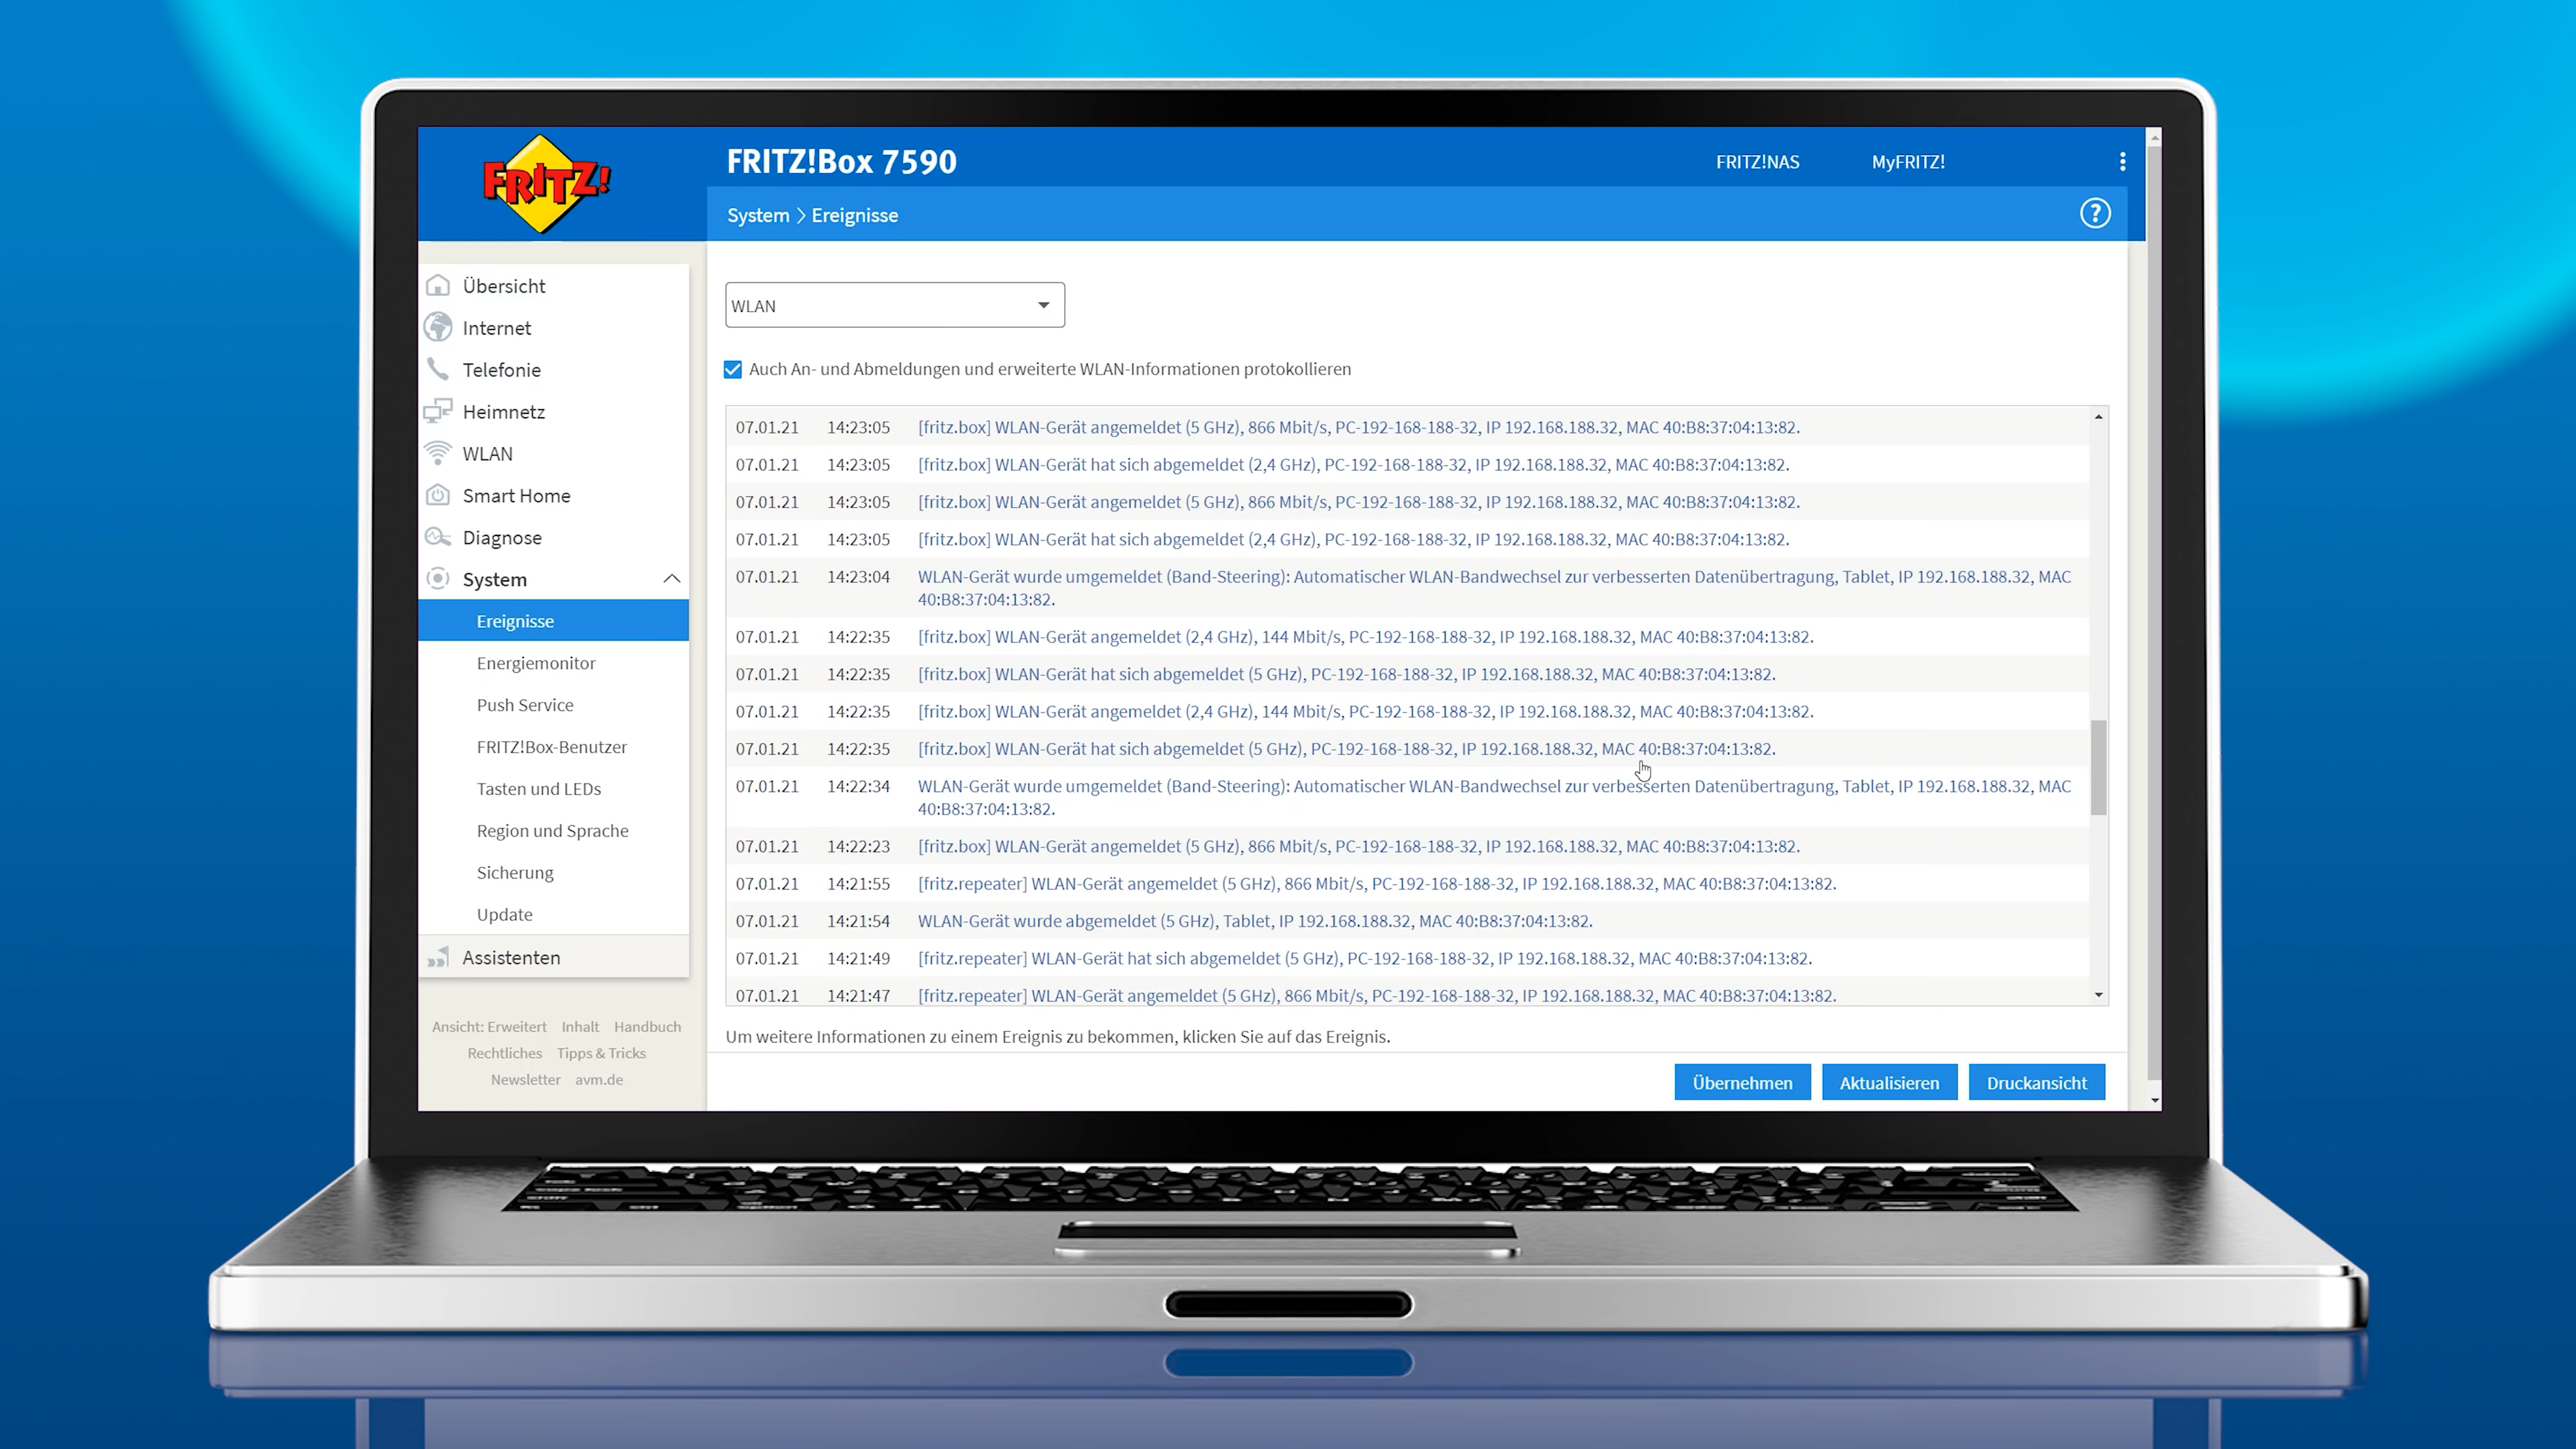 FRITZ!
FRITZ!Box 7590
FRITZ!NAS
MyFRITZ!
System > Ereignisse
?
Übersicht
Internet
Telefonie
Heimnetz
WLAN
Smart Home
Diagnose
System
Ereignisse
Energiemonitor
Push Service
FRITZ!Box-Benutzer
Tasten und LEDs
Region und Sprache
Sicherung
Update
Assistenten
Ansicht: Erweitert Inhalt Handbuch
Rechtliches Tipps & Tricks
Newsletter avm.de
WLAN
Auch An- und Abmeldungen und erweiterte WLAN-Informationen protokollieren
07.01.21 14:23:05 [fritz.box] WLAN-Gerät angemeldet (5 GHz), 866 Mbit/s, PC-192-168-188-32, IP 192.168.188.32, MAC 40:B8:37:04:13:82.
07.01.21 14:23:05 [fritz.box] WLAN-Gerät hat sich abgemeldet (2,4 GHz), PC-192-168-188-32, IP 192.168.188.32, MAC 40:B8:37:04:13:82.
07.01.21 14:23:05 [fritz.box] WLAN-Gerät angemeldet (5 GHz), 866 Mbit/s, PC-192-168-188-32, IP 192.168.188.32, MAC 40:B8:37:04:13:82.
07.01.21 14:23:05 [fritz.box] WLAN-Gerät hat sich abgemeldet (2,4 GHz), PC-192-168-188-32, IP 192.168.188.32, MAC 40:B8:37:04:13:82.
07.01.21 14:23:04 WLAN-Gerät wurde umgemeldet (Band-Steering): Automatischer WLAN-Bandwechsel zur verbesserten Datenübertragung, Tablet, IP 192.168.188.32, MAC
40:B8:37:04:13:82.
07.01.21 14:22:35 [fritz.box] WLAN-Gerät angemeldet (2,4 GHz), 144 Mbit/s, PC-192-168-188-32, IP 192.168.188.32, MAC 40:B8:37:04:13:82.
07.01.21 14:22:35 [fritz.box] WLAN-Gerät hat sich abgemeldet (5 GHz), PC-192-168-188-32, IP 192.168.188.32, MAC 40:B8:37:04:13:82.
07.01.21 14:22:35 [fritz.box] WLAN-Gerät angemeldet (2,4 GHz), 144 Mbit/s, PC-192-168-188-32, IP 192.168.188.32, MAC 40:B8:37:04:13:82.
07.01.21 14:22:35 [fritz.box] WLAN-Gerät hat sich abgemeldet (5 GHz), PC-192-168-188-32, IP 192.168.188.32, MAC 40:B8:37:04:13:82.
07.01.21 14:22:34 WLAN-Gerät wurde umgemeldet (Band-Steering): Automatischer WLAN-Bandwechsel zur verbesserten Datenübertragung, Tablet, IP 192.168.188.32, MAC
40:B8:37:04:13:82.
07.01.21 14:22:23 [fritz.box] WLAN-Gerät angemeldet (5 GHz), 866 Mbit/s, PC-192-168-188-32, IP 192.168.188.32, MAC 40:B8:37:04:13:82.
07.01.21 14:21:55 [fritz.repeater] WLAN-Gerät angemeldet (5 GHz), 866 Mbit/s, PC-192-168-188-32, IP 192.168.188.32, MAC 40:B8:37:04:13:82.
07.01.21 14:21:54 WLAN-Gerät wurde abgemeldet (5 GHz), Tablet, IP 192.168.188.32, MAC 40:B8:37:04:13:82.
07.01.21 14:21:49 [fritz.repeater] WLAN-Gerät hat sich abgemeldet (5 GHz), PC-192-168-188-32, IP 192.168.188.32, MAC 40:B8:37:04:13:82.
07.01.21 14:21:47 [fritz.repeater] WLAN-Gerät angemeldet (5 GHz), 866 Mbit/s, PC-192-168-188-32, IP 192.168.188.32, MAC 40:B8:37:04:13:82.
Um weitere Informationen zu einem Ereignis zu bekommen, klicken Sie auf das Ereignis.
Übernehmen
Aktualisieren
Druckansicht